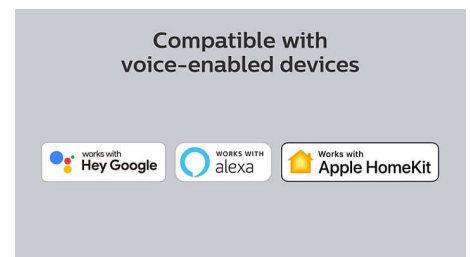 Compatible with
voice-enabled devices
works with
Hey Google
WORKS WITH
alexa
Works with
Apple HomeKit